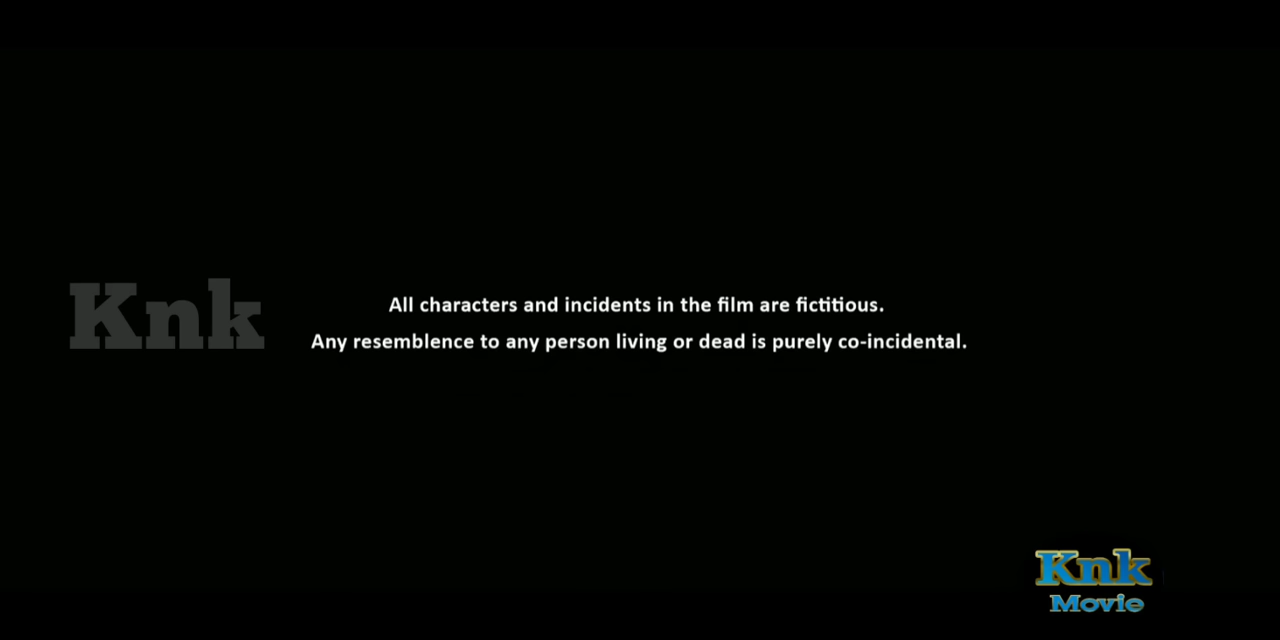 Knk
All characters and incidents in the film are fictitious.
Any resemblence to any person living or dead is purely co-incidental.
Knk
Movie